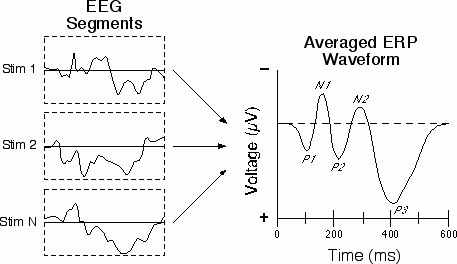 EEG
Segments
Stim 1
Stim 2
Stim N
Averaged ERP
Waveform
Voltage (µV)
−
+
N1
N2
P1
P2
P3
0 200 400 600
Time (ms)